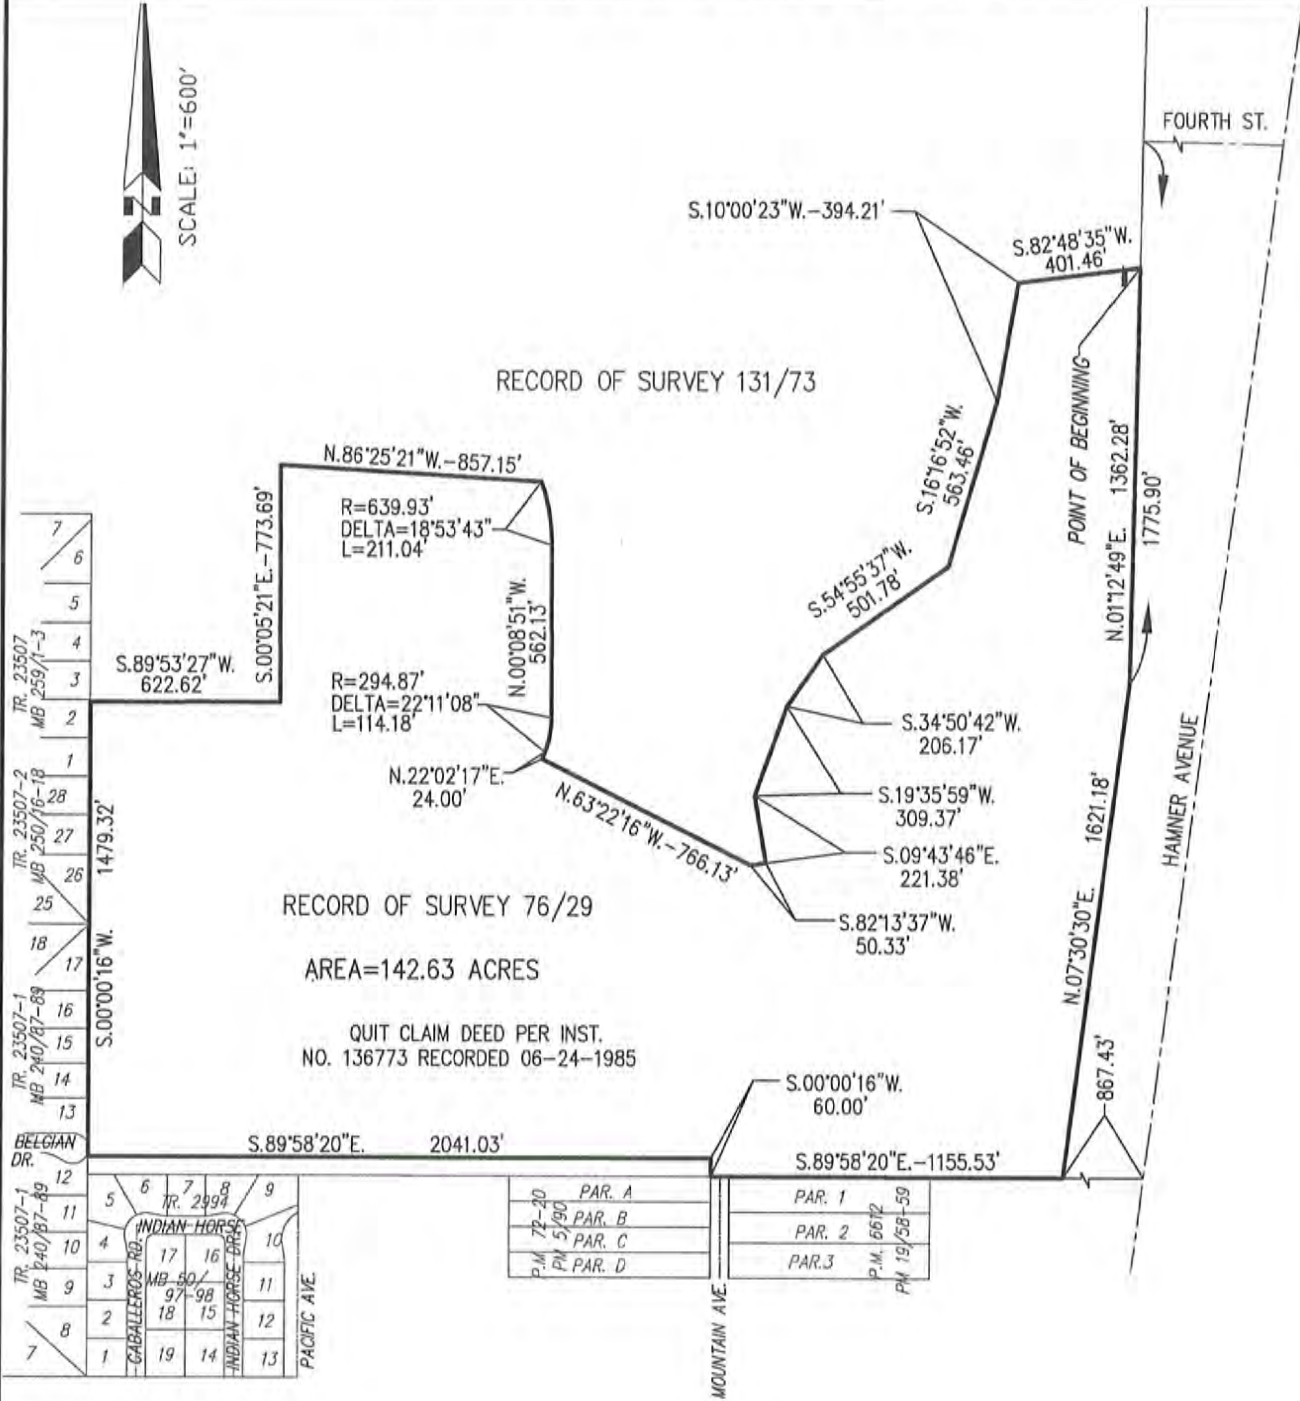 SCALE: 1"=600'
N
FOURTH ST.
S.10°00'23"W.-394.21'
S.82°48'35"W.
401.46'
RECORD OF SURVEY 131/73
POINT OF BEGINNING
N.01°12'49"E. 1362.28'
1775.90'
S.16°16'52"W.
563.46'
N.86°25'21"W.-857.15'
R=639.93'
DELTA=18°53'43"
L=211.04'
S.00°05'21"E.-773.69'
S.54°55'37"W.
501.78'
N.00°08'51"W.
562.13'
S.89°53'27"W.
622.62'
R=294.87'
DELTA=22°11'08"
L=114.18'
N.22°02'17"E.
24.00'
S.34°50'42"W.
206.17'
S.19°35'59"W.
309.37'
S.09°43'46"E.
221.38'
S.82°13'37"W.
50.33'
N.63°22'16"W.-766.13'
HAMNER AVENUE
N.07°30'30"E. 1621.18'
RECORD OF SURVEY 76/29
AREA=142.63 ACRES
QUIT CLAIM DEED PER INST.
NO. 136773 RECORDED 06-24-1985
S.00°00'16"W. 1479.32'
S.00°00'16"W.
60.00'
867.43'
S.89°58'20"E. 2041.03'
S.89°58'20"E.-1155.53'
7
6
5
4
3
2
TR. 23507
MB 259/1-3
1
28
27
26
25
TR. 23507-2
MB 250/16-18
18
17
16
15
14
13
TR. 23507-1
MB 240/87-89
BELGIAN
DR.
12
11
10
9
8
7
TR. 23507-1
MB 240/87-89
5
6
7
8
9
TR. 2994
INDIAN HORSE
4
17
16
10
3
MB 50/
97-98
11
2
18
15
12
1
19
14
13
CABALLEROS RD.
INDIAN HORSE DR.
PACIFIC AVE.
P.M. 72-20
PM 5/90
PAR. A
PAR. B
PAR. C
PAR. D
MOUNTAIN AVE.
PAR. 1
PAR. 2
PAR.3
P.M. 6612
PM 19/58-59